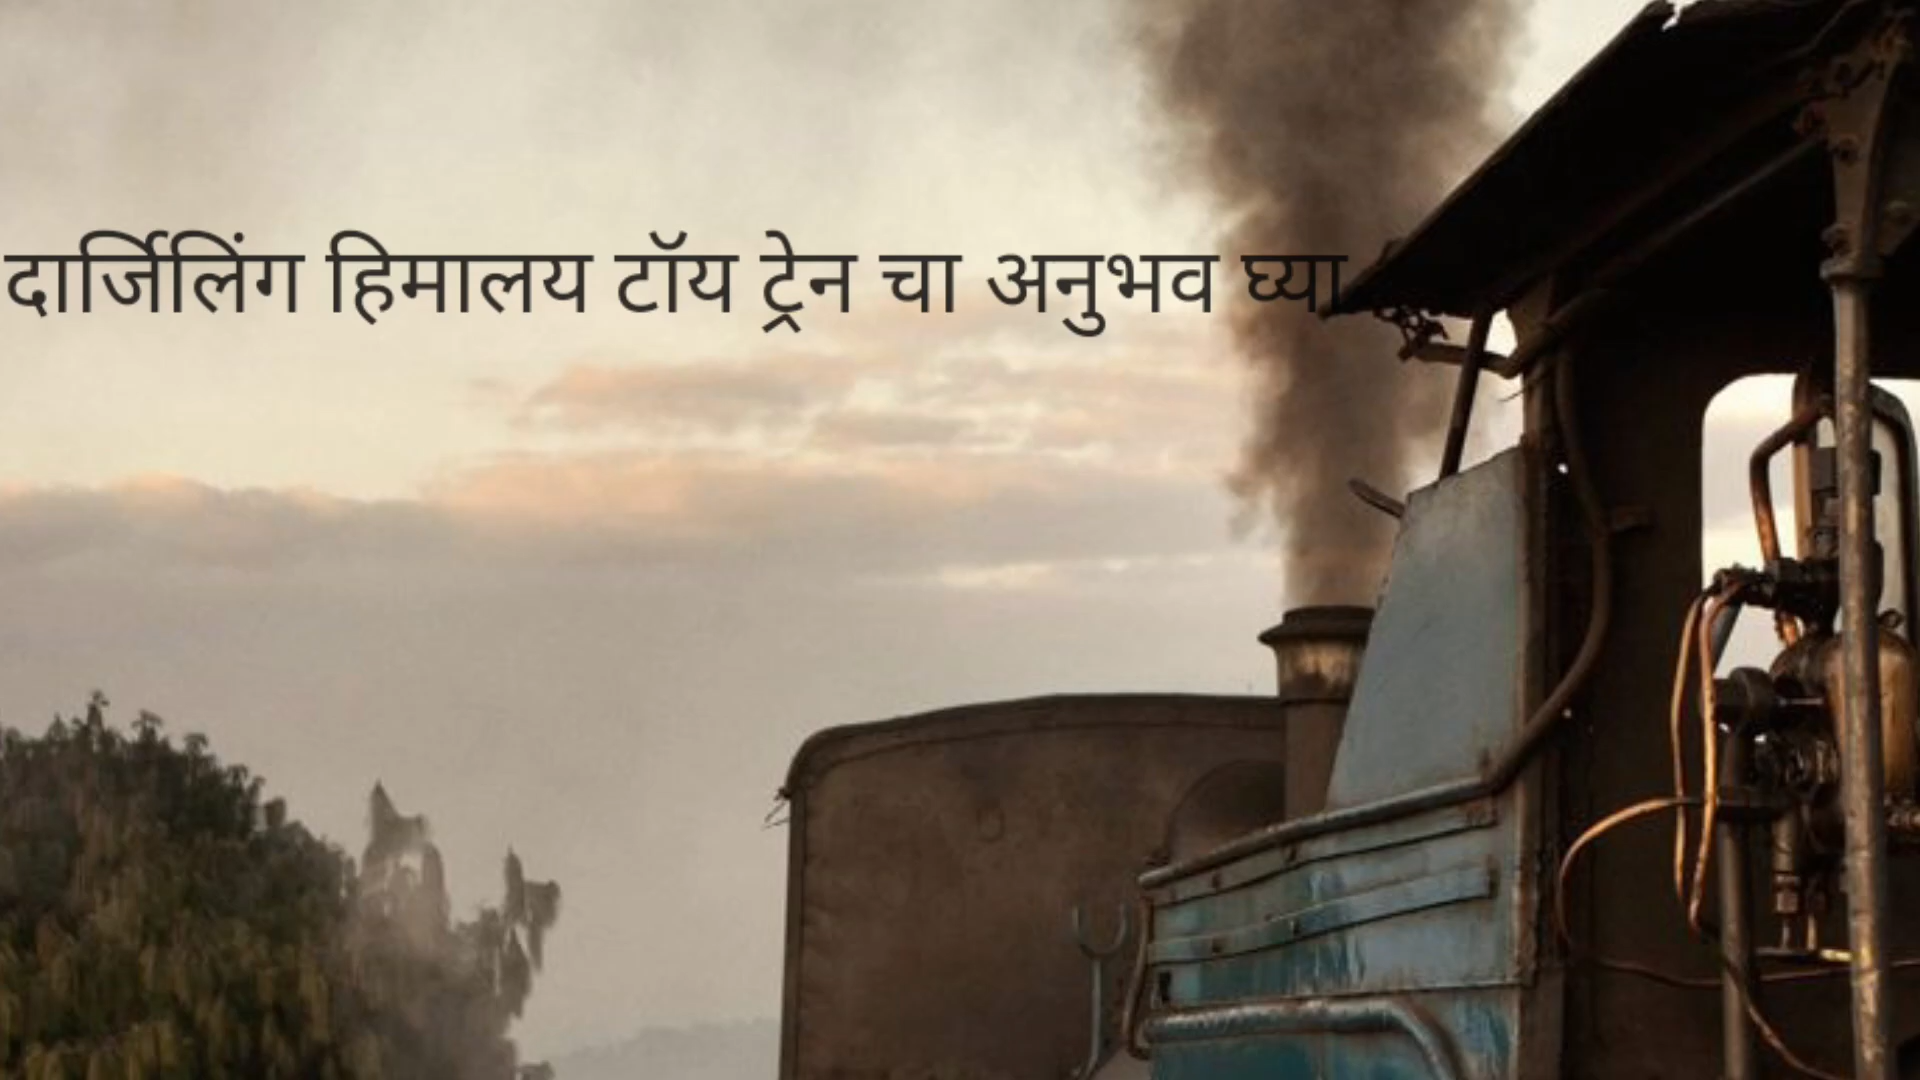 दार्जिलिंग हिमालय टॉय ट्रेन चा अनुभव घ्या